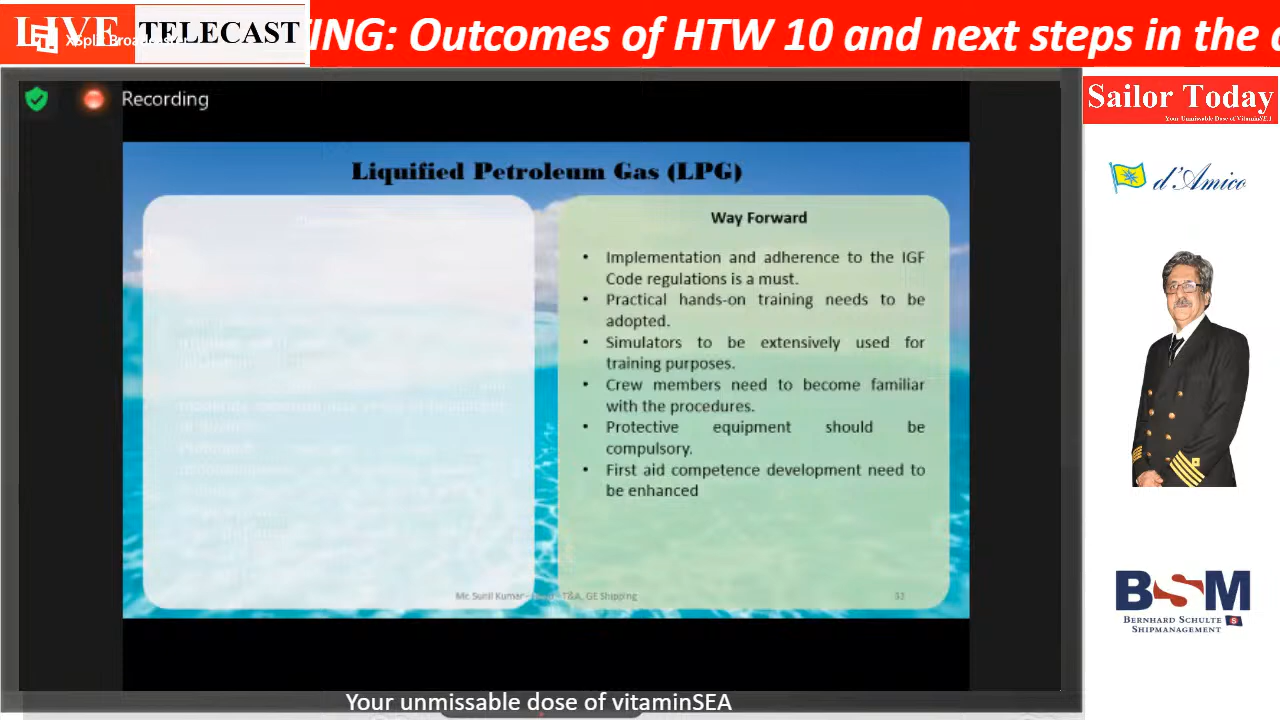 LIVE TELECAST
ING: Outcomes of HTW 10 and next steps in the
Recording
Sailor Today
Your Unmissable Dose of VitaminSEA
d'Amico
Liquified Petroleum Gas (LPG)
Way Forward
• Implementation and adherence to the IGF
Code regulations is a must.
• Practical hands-on training needs to be
adopted.
• Simulators to be extensively used for
training purposes.
• Crew members need to become familiar
with the procedures.
• Protective equipment should be
compulsory.
• First aid competence development need to
be enhanced
Sunil Kumar - T&A, GE Shipping
BSM
BERNHARD SCHULTE
SHIPMANAGEMENT
Your unmissable dose of vitaminSEA